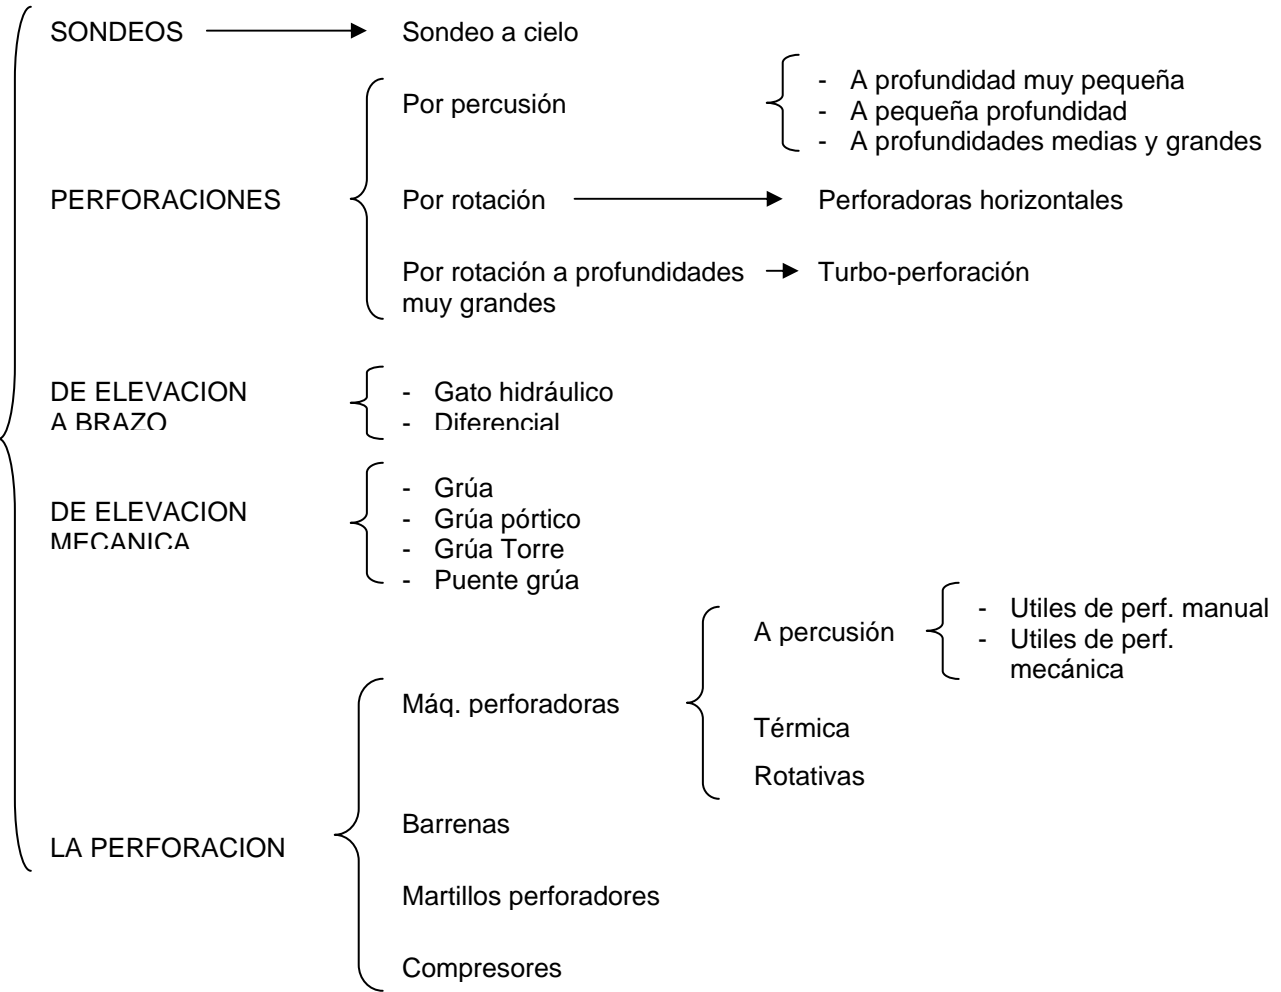 SONDEOS
Sondeo a cielo
Por percusión
- A profundidad muy pequeña
- A pequeña profundidad
- A profundidades medias y grandes
PERFORACIONES
Por rotación
Perforadoras horizontales
Por rotación a profundidades
muy grandes
Turbo-perforación
DE ELEVACION
A BRAZO
- Gato hidráulico
- Diferencial
DE ELEVACION
MECANICA
- Grúa
- Grúa pórtico
- Grúa Torre
- Puente grúa
A percusión
- Utiles de perf. manual
- Utiles de perf.
mecánica
Máq. perforadoras
Térmica
Rotativas
LA PERFORACION
Barrenas
Martillos perforadores
Compresores